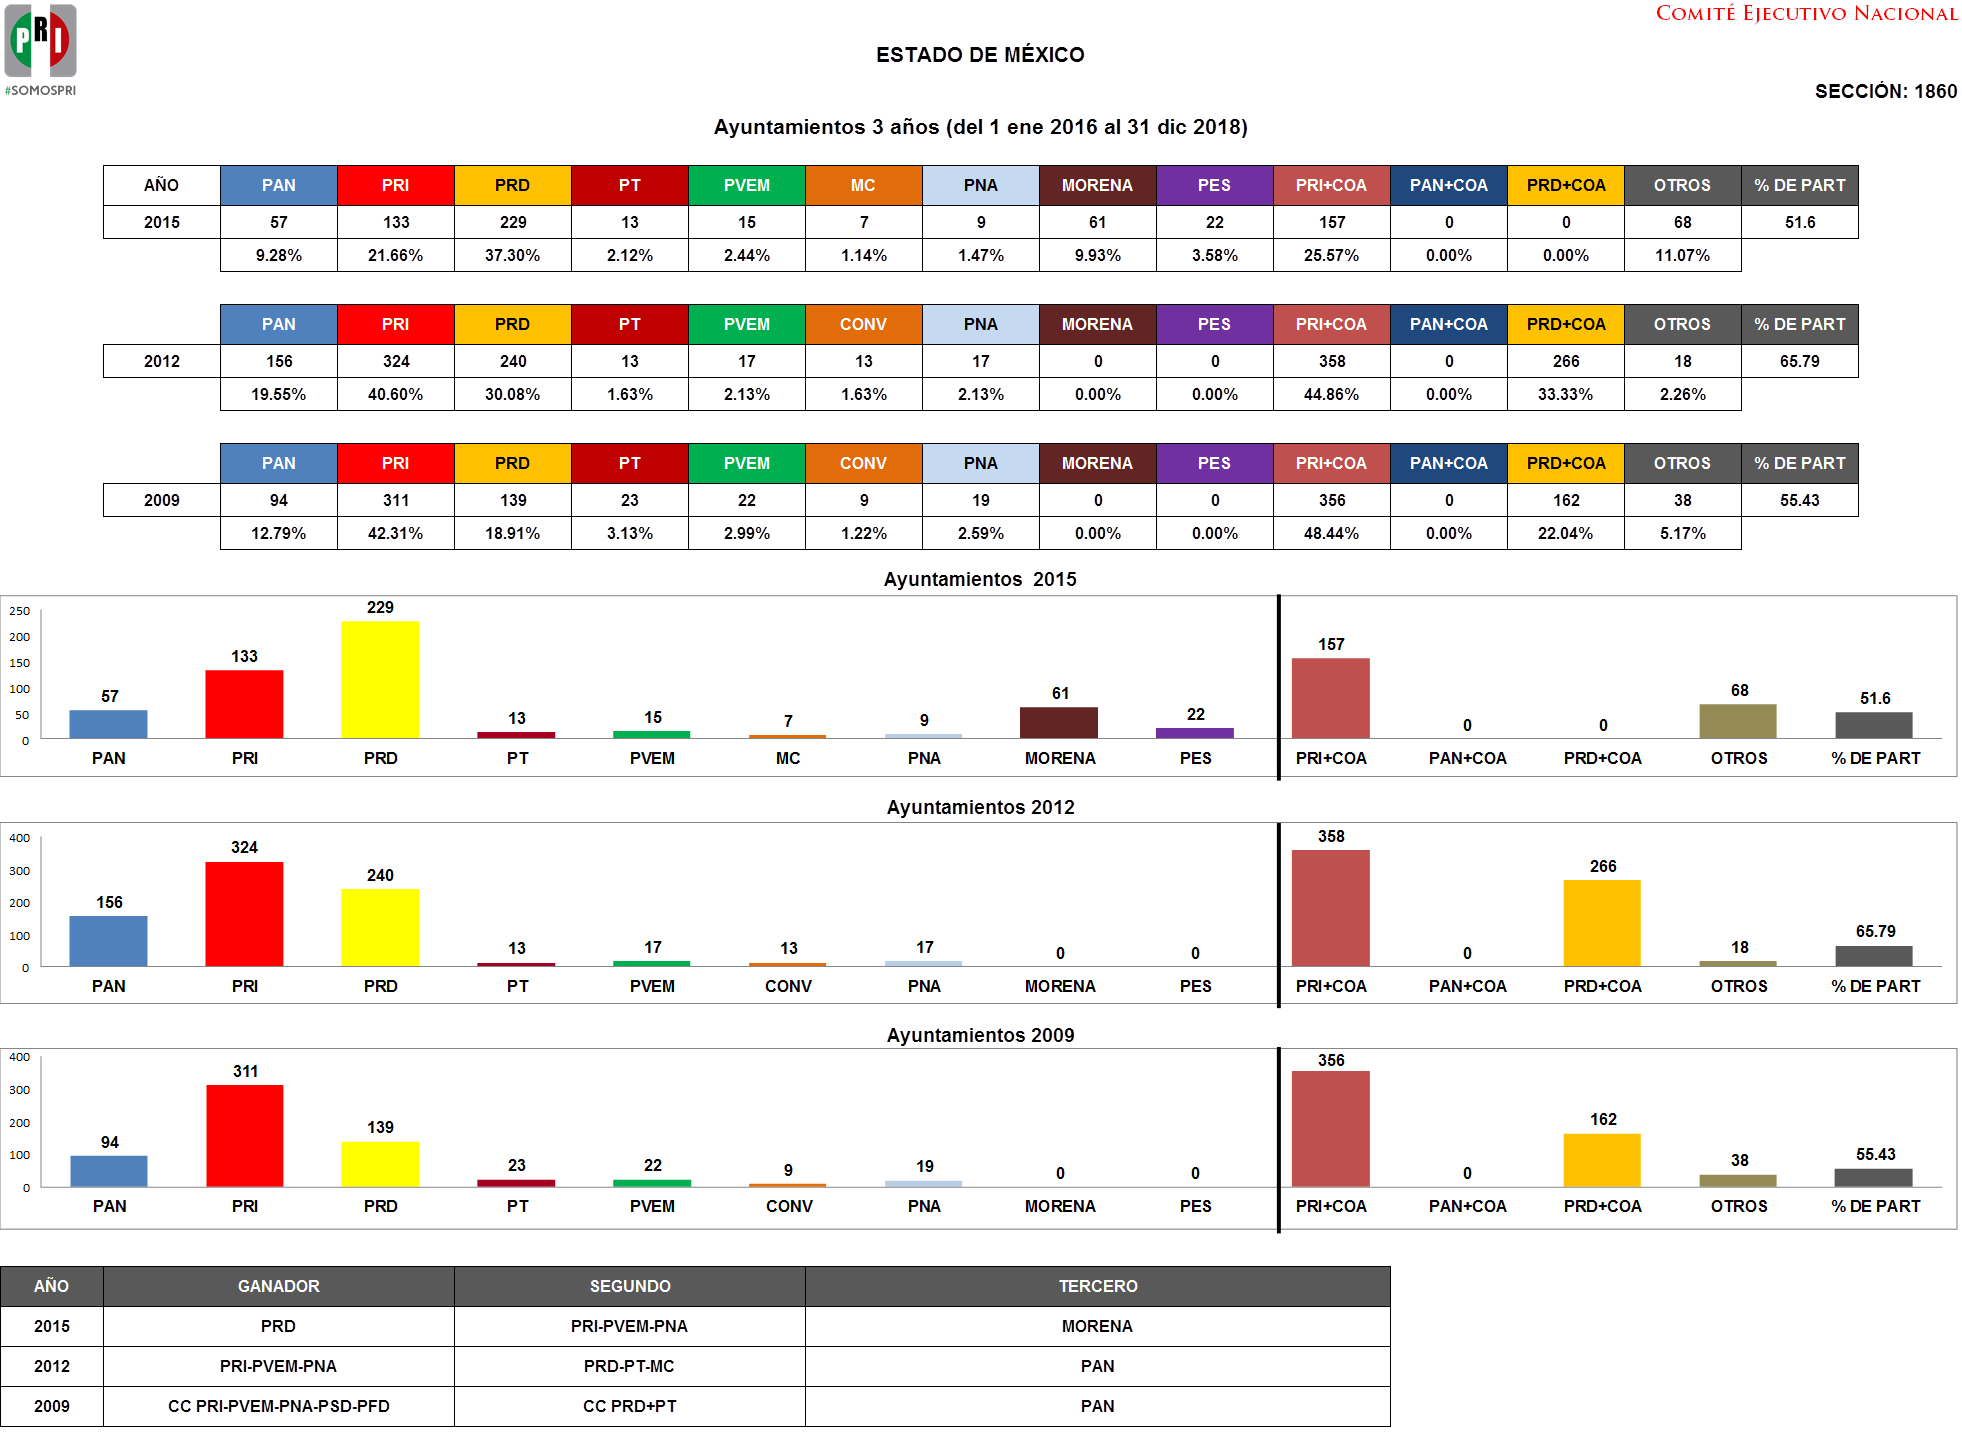 PRI
#SOMOSPRI
COMITÉ EJECUTIVO NACIONAL
ESTADO DE MÉXICO
SECCIÓN: 1860
Ayuntamientos 3 años (del 1 ene 2016 al 31 dic 2018)
AÑO PAN PRI PRD PT PVEM MC PNA MORENA PES PRI+COA PAN+COA PRD+COA OTROS % DE PART
2015 57 133 229 13 15 7 9 61 22 157 0 0 68 51.6
9.28% 21.66% 37.30% 2.12% 2.44% 1.14% 1.47% 9.93% 3.58% 25.57% 0.00% 0.00% 11.07%
PAN PRI PRD PT PVEM CONV PNA MORENA PES PRI+COA PAN+COA PRD+COA OTROS % DE PART
2012 156 324 240 13 17 13 17 0 0 358 0 266 18 65.79
19.55% 40.60% 30.08% 1.63% 2.13% 1.63% 2.13% 0.00% 0.00% 44.86% 0.00% 33.33% 2.26%
PAN PRI PRD PT PVEM CONV PNA MORENA PES PRI+COA PAN+COA PRD+COA OTROS % DE PART
2009 94 311 139 23 22 9 19 0 0 356 0 162 38 55.43
12.79% 42.31% 18.91% 3.13% 2.99% 1.22% 2.59% 0.00% 0.00% 48.44% 0.00% 22.04% 5.17%
Ayuntamientos 2015
250
200
150
100
50
0
57 133 229 13 15 7 9 61 22 157 0 0 68 51.6
PAN PRI PRD PT PVEM MC PNA MORENA PES PRI+COA PAN+COA PRD+COA OTROS % DE PART
Ayuntamientos 2012
400
300
200
100
0
156 324 240 13 17 13 17 0 0 358 0 266 18 65.79
PAN PRI PRD PT PVEM CONV PNA MORENA PES PRI+COA PAN+COA PRD+COA OTROS % DE PART
Ayuntamientos 2009
400
300
200
100
0
94 311 139 23 22 9 19 0 0 356 0 162 38 55.43
PAN PRI PRD PT PVEM CONV PNA MORENA PES PRI+COA PAN+COA PRD+COA OTROS % DE PART
AÑO GANADOR SEGUNDO TERCERO
2015 PRD PRI-PVEM-PNA MORENA
2012 PRI-PVEM-PNA PRD-PT-MC PAN
2009 CC PRI-PVEM-PNA-PSD-PFD CC PRD+PT PAN